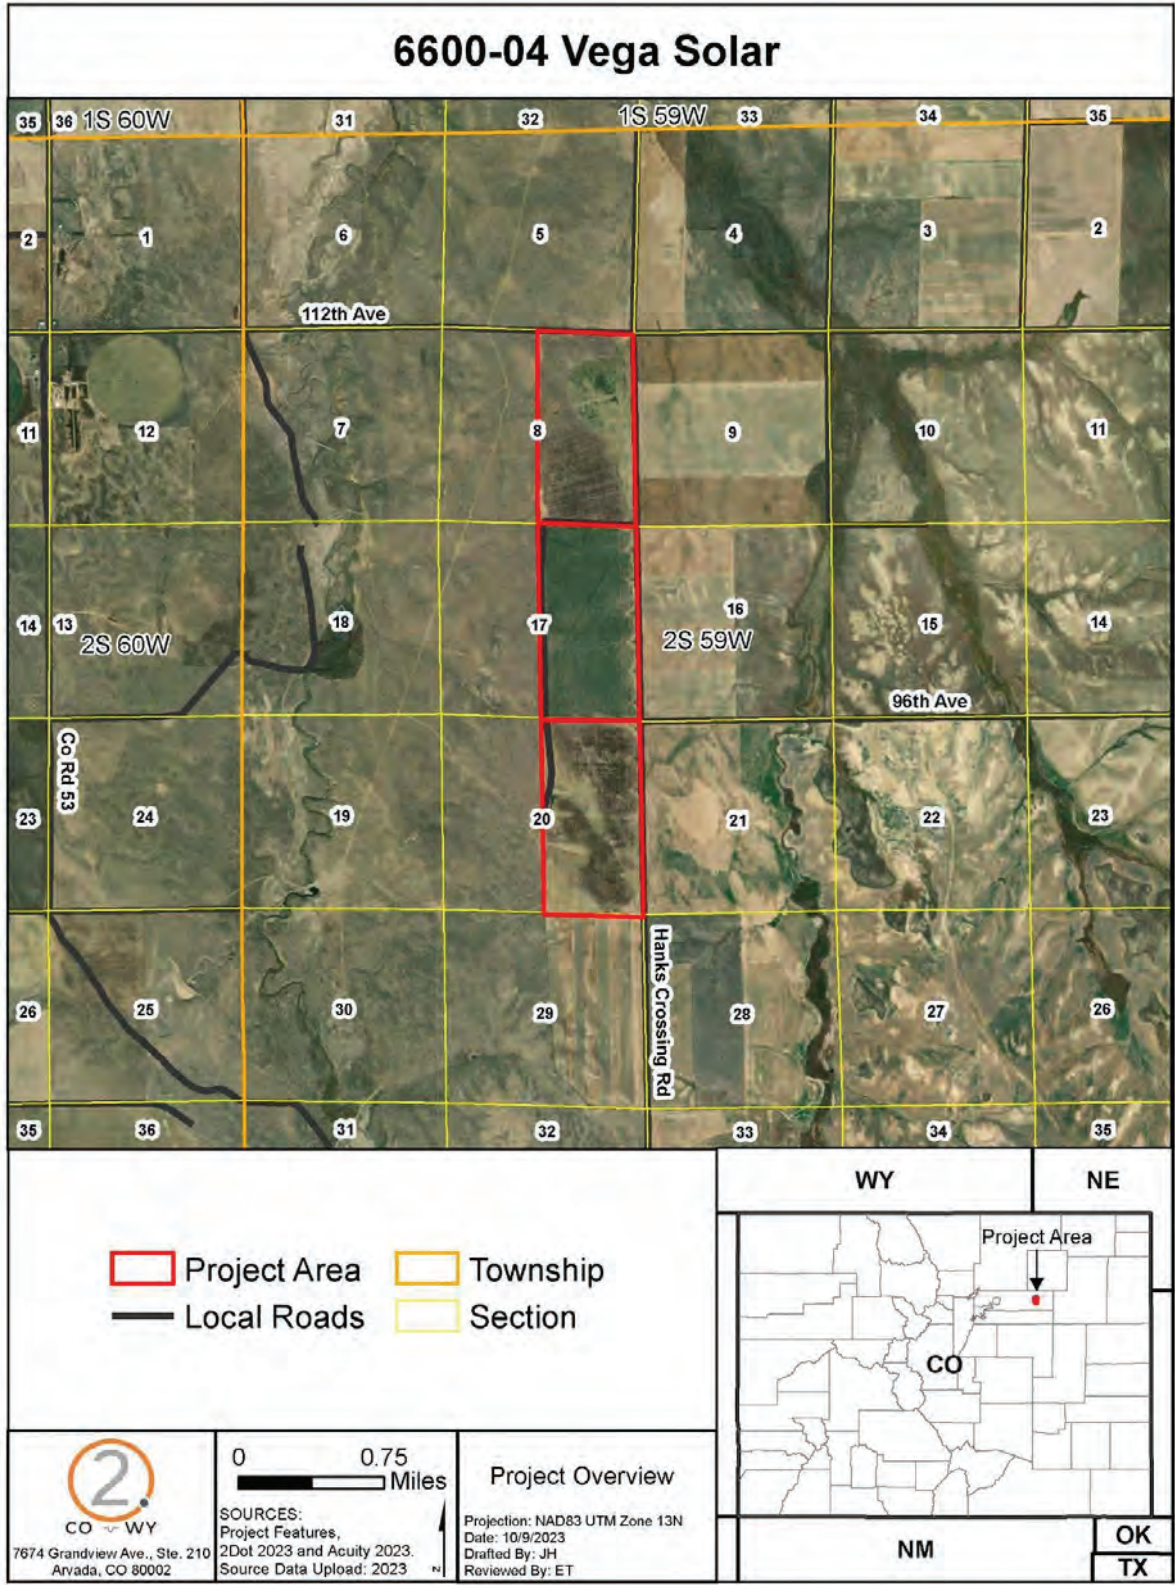 6600-04 Vega Solar
35 36 1S 60W 31 32 1S 59W 33 34 35
2 1 6 5 4 3 2
112th Ave
11 12 7 8 9 10 11
14 13 18 17 16 15 14
2S 60W 2S 59W
96th Ave
Co Rd 53
23 24 19 20 21 22 23
Hanks Crossing Rd
26 25 30 29 28 27 26
35 36 31 32 33 34 35
Project Area
Township
Local Roads
Section
WY
NE
Project Area
CO
NM
OK
TX
2
CO WY
7674 Grandview Ave., Ste. 210
Arvada, CO 80002
0 0.75
Miles
SOURCES:
Project Features,
2Dot 2023 and Acuity 2023.
Source Data Upload: 2023
N
Project Overview
Projection: NAD83 UTM Zone 13N
Date: 10/9/2023
Drafted By: JH
Reviewed By: ET